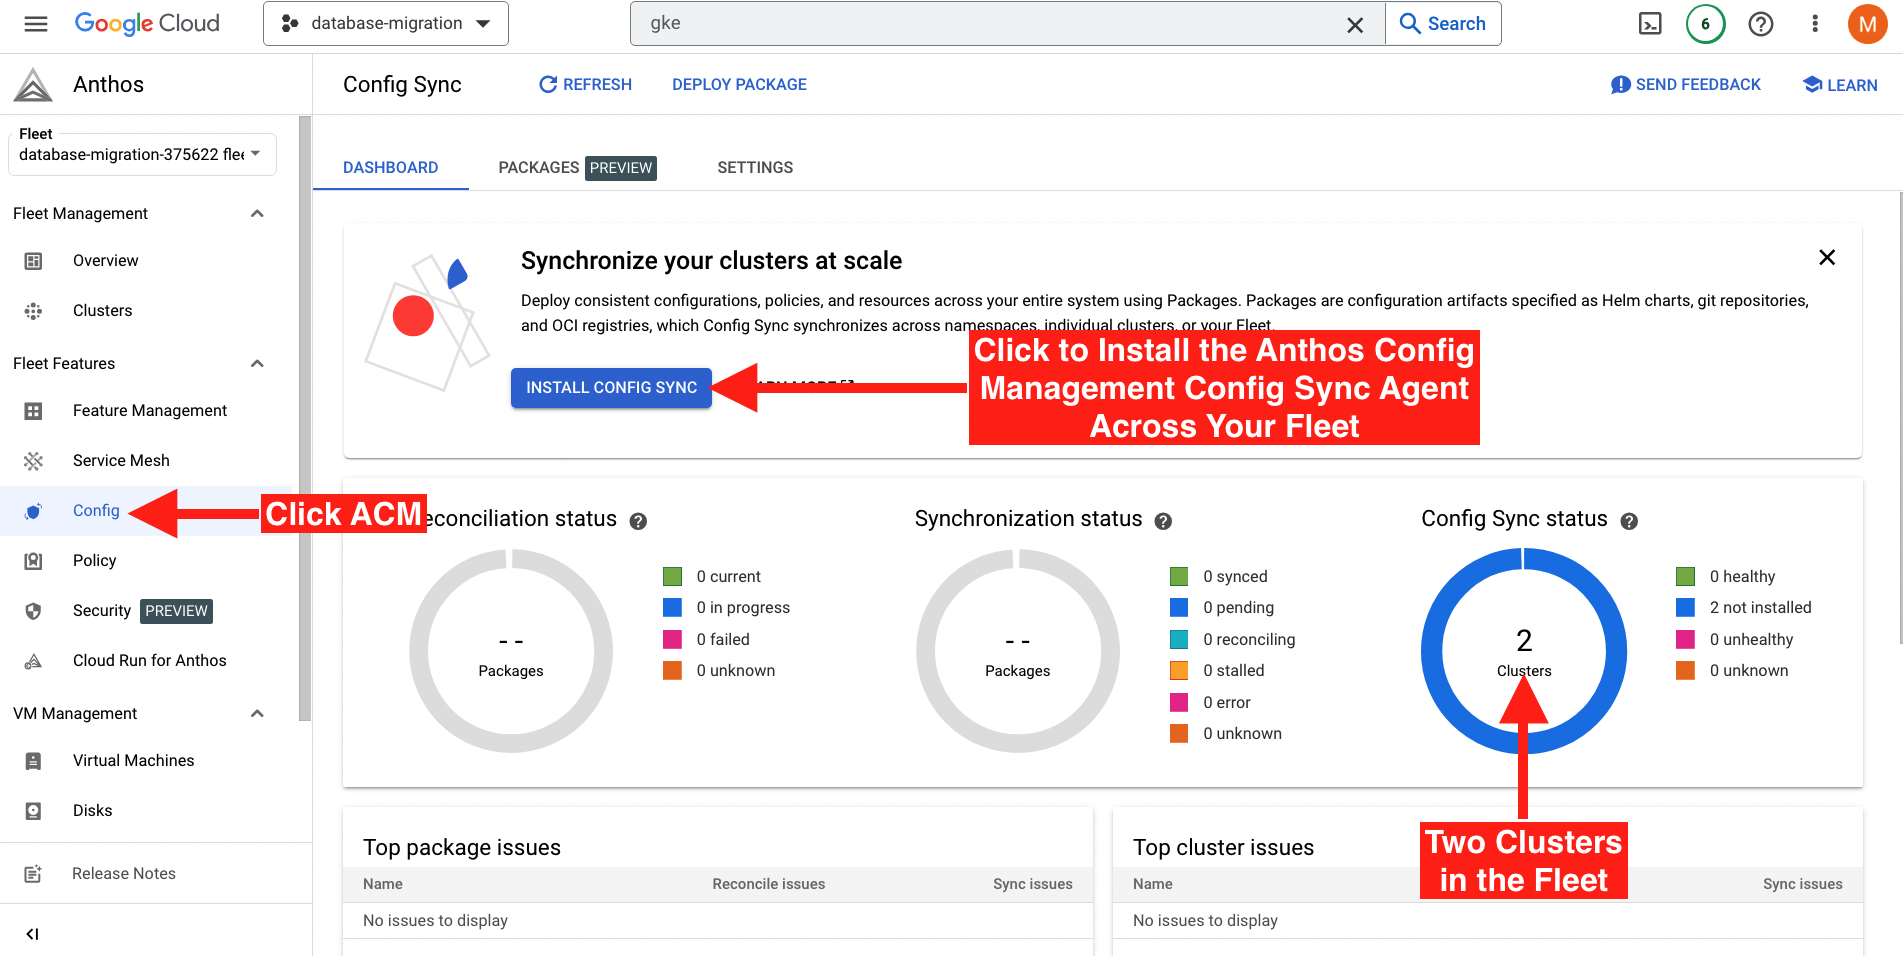 Google Cloud
database-migration
gke
Search
6
M
Anthos
Config Sync
REFRESH
DEPLOY PACKAGE
SEND FEEDBACK
LEARN
Fleet
database-migration-375622 flee
DASHBOARD
PACKAGES PREVIEW
SETTINGS
Fleet Management
Overview
Clusters
Fleet Features
Feature Management
Service Mesh
Config
Policy
Security PREVIEW
Cloud Run for Anthos
VM Management
Virtual Machines
Disks
Release Notes
Synchronize your clusters at scale
Deploy consistent configurations, policies, and resources across your entire system using Packages. Packages are configuration artifacts specified as Helm charts, git repositories,
and OCI registries, which Config Sync synchronizes across namespaces, individual clusters, or your Fleet.
INSTALL CONFIG SYNC
Click to Install the Anthos Config
Management Config Sync Agent
Across Your Fleet
Click ACM
econciliation status
-- 
Packages
0 current
0 in progress
0 failed
0 unknown
Synchronization status
--
Packages
0 synced
0 pending
0 reconciling
0 stalled
0 error
0 unknown
Config Sync status
2
Clusters
0 healthy
2 not installed
0 unhealthy
0 unknown
Two Clusters
in the Fleet
Top package issues
Name Reconcile issues Sync issues
No issues to display
Top cluster issues
Name Sync issues
No issues to display